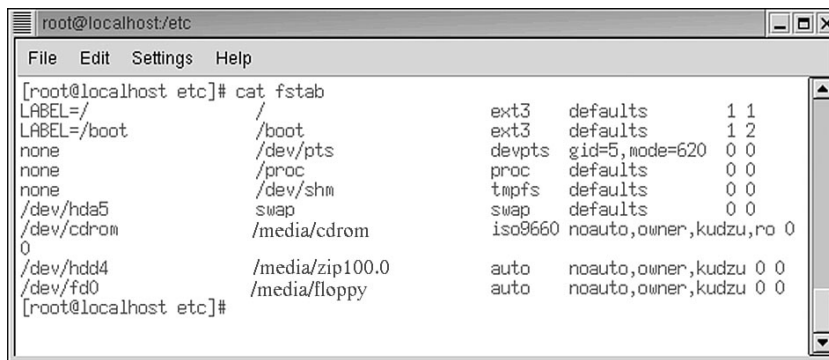 root@localhost:/etc
File Edit Settings Help
[root@localhost etc]# cat fstab
LABEL=/ / ext3 defaults 1 1
LABEL=/boot /boot ext3 defaults 1 2
none /dev/pts devpts gid=5,mode=620 0 0
none /proc proc defaults 0 0
none /dev/shm tmpfs defaults 0 0
/dev/hda5 swap swap defaults 0 0
/dev/cdrom /media/cdrom iso9660 noauto,owner,kudzu,ro 0
0
/dev/hdd4 /media/zip100.0 auto noauto,owner,kudzu 0 0
/dev/fd0 /media/floppy auto noauto,owner,kudzu 0 0
[root@localhost etc]#